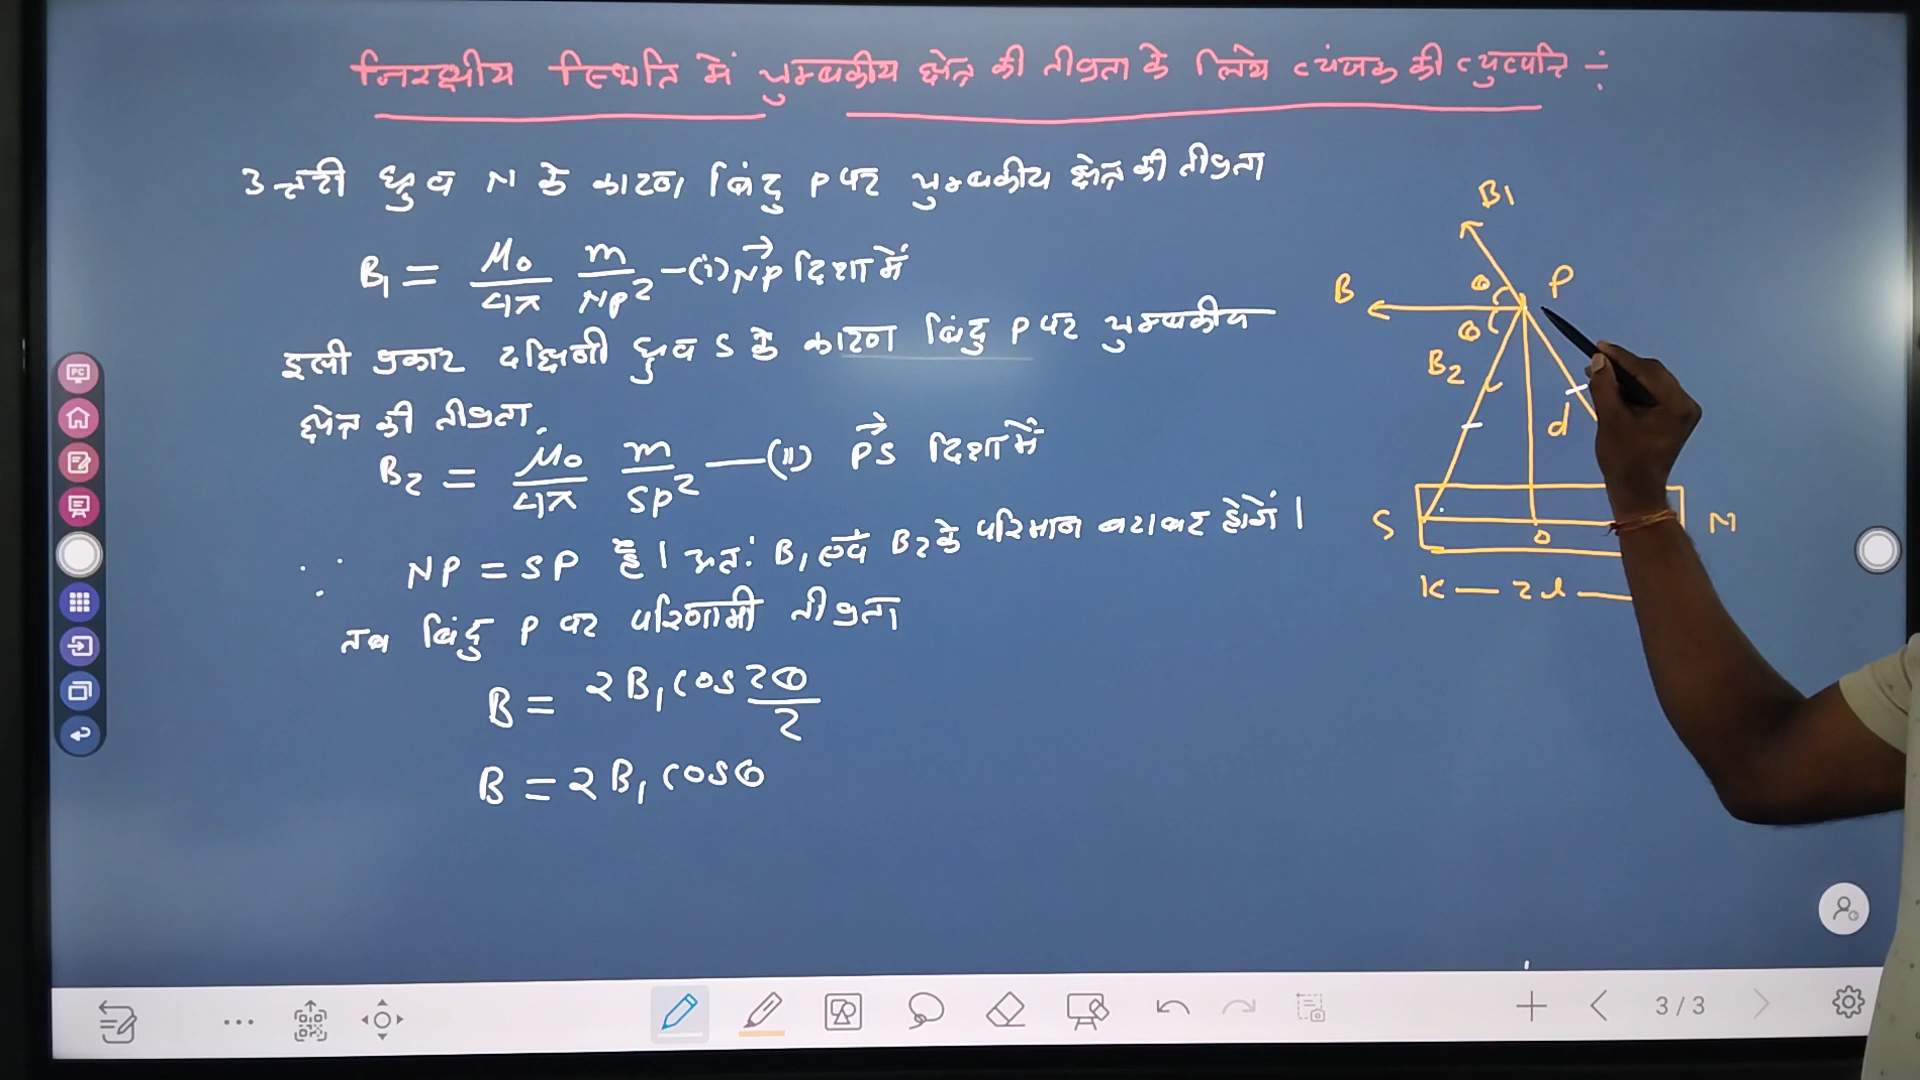 निरक्षीय स्थिति में चुम्बकीय क्षेत्र की तीव्रता के लिये व्यंजक की व्युत्पत्ति ÷
उत्तरी ध्रुव N के कारण बिंदु P पर चुम्बकीय क्षेत्र की तीव्रता
B₁ = μ₀/4π m/NP² —(i) NP→ दिशा में
इसी प्रकार दक्षिणी ध्रुव S के कारण बिंदु P पर चुम्बकीय
क्षेत्र की तीव्रता.
B₂ = μ₀/4π m/SP² —(ii) PS→ दिशा में
∵ NP = SP है। अतः B₁ एवं B₂ के परिमाण बराबर होगें।
तब बिंदु P पर परिणामी तीव्रता
B = 2B₁ cos 2θ/2
B = 2B₁ cosθ
B₁
P
θ
B
θ
B₂
d
S
N
O
K — 2l —
PC
3 / 3